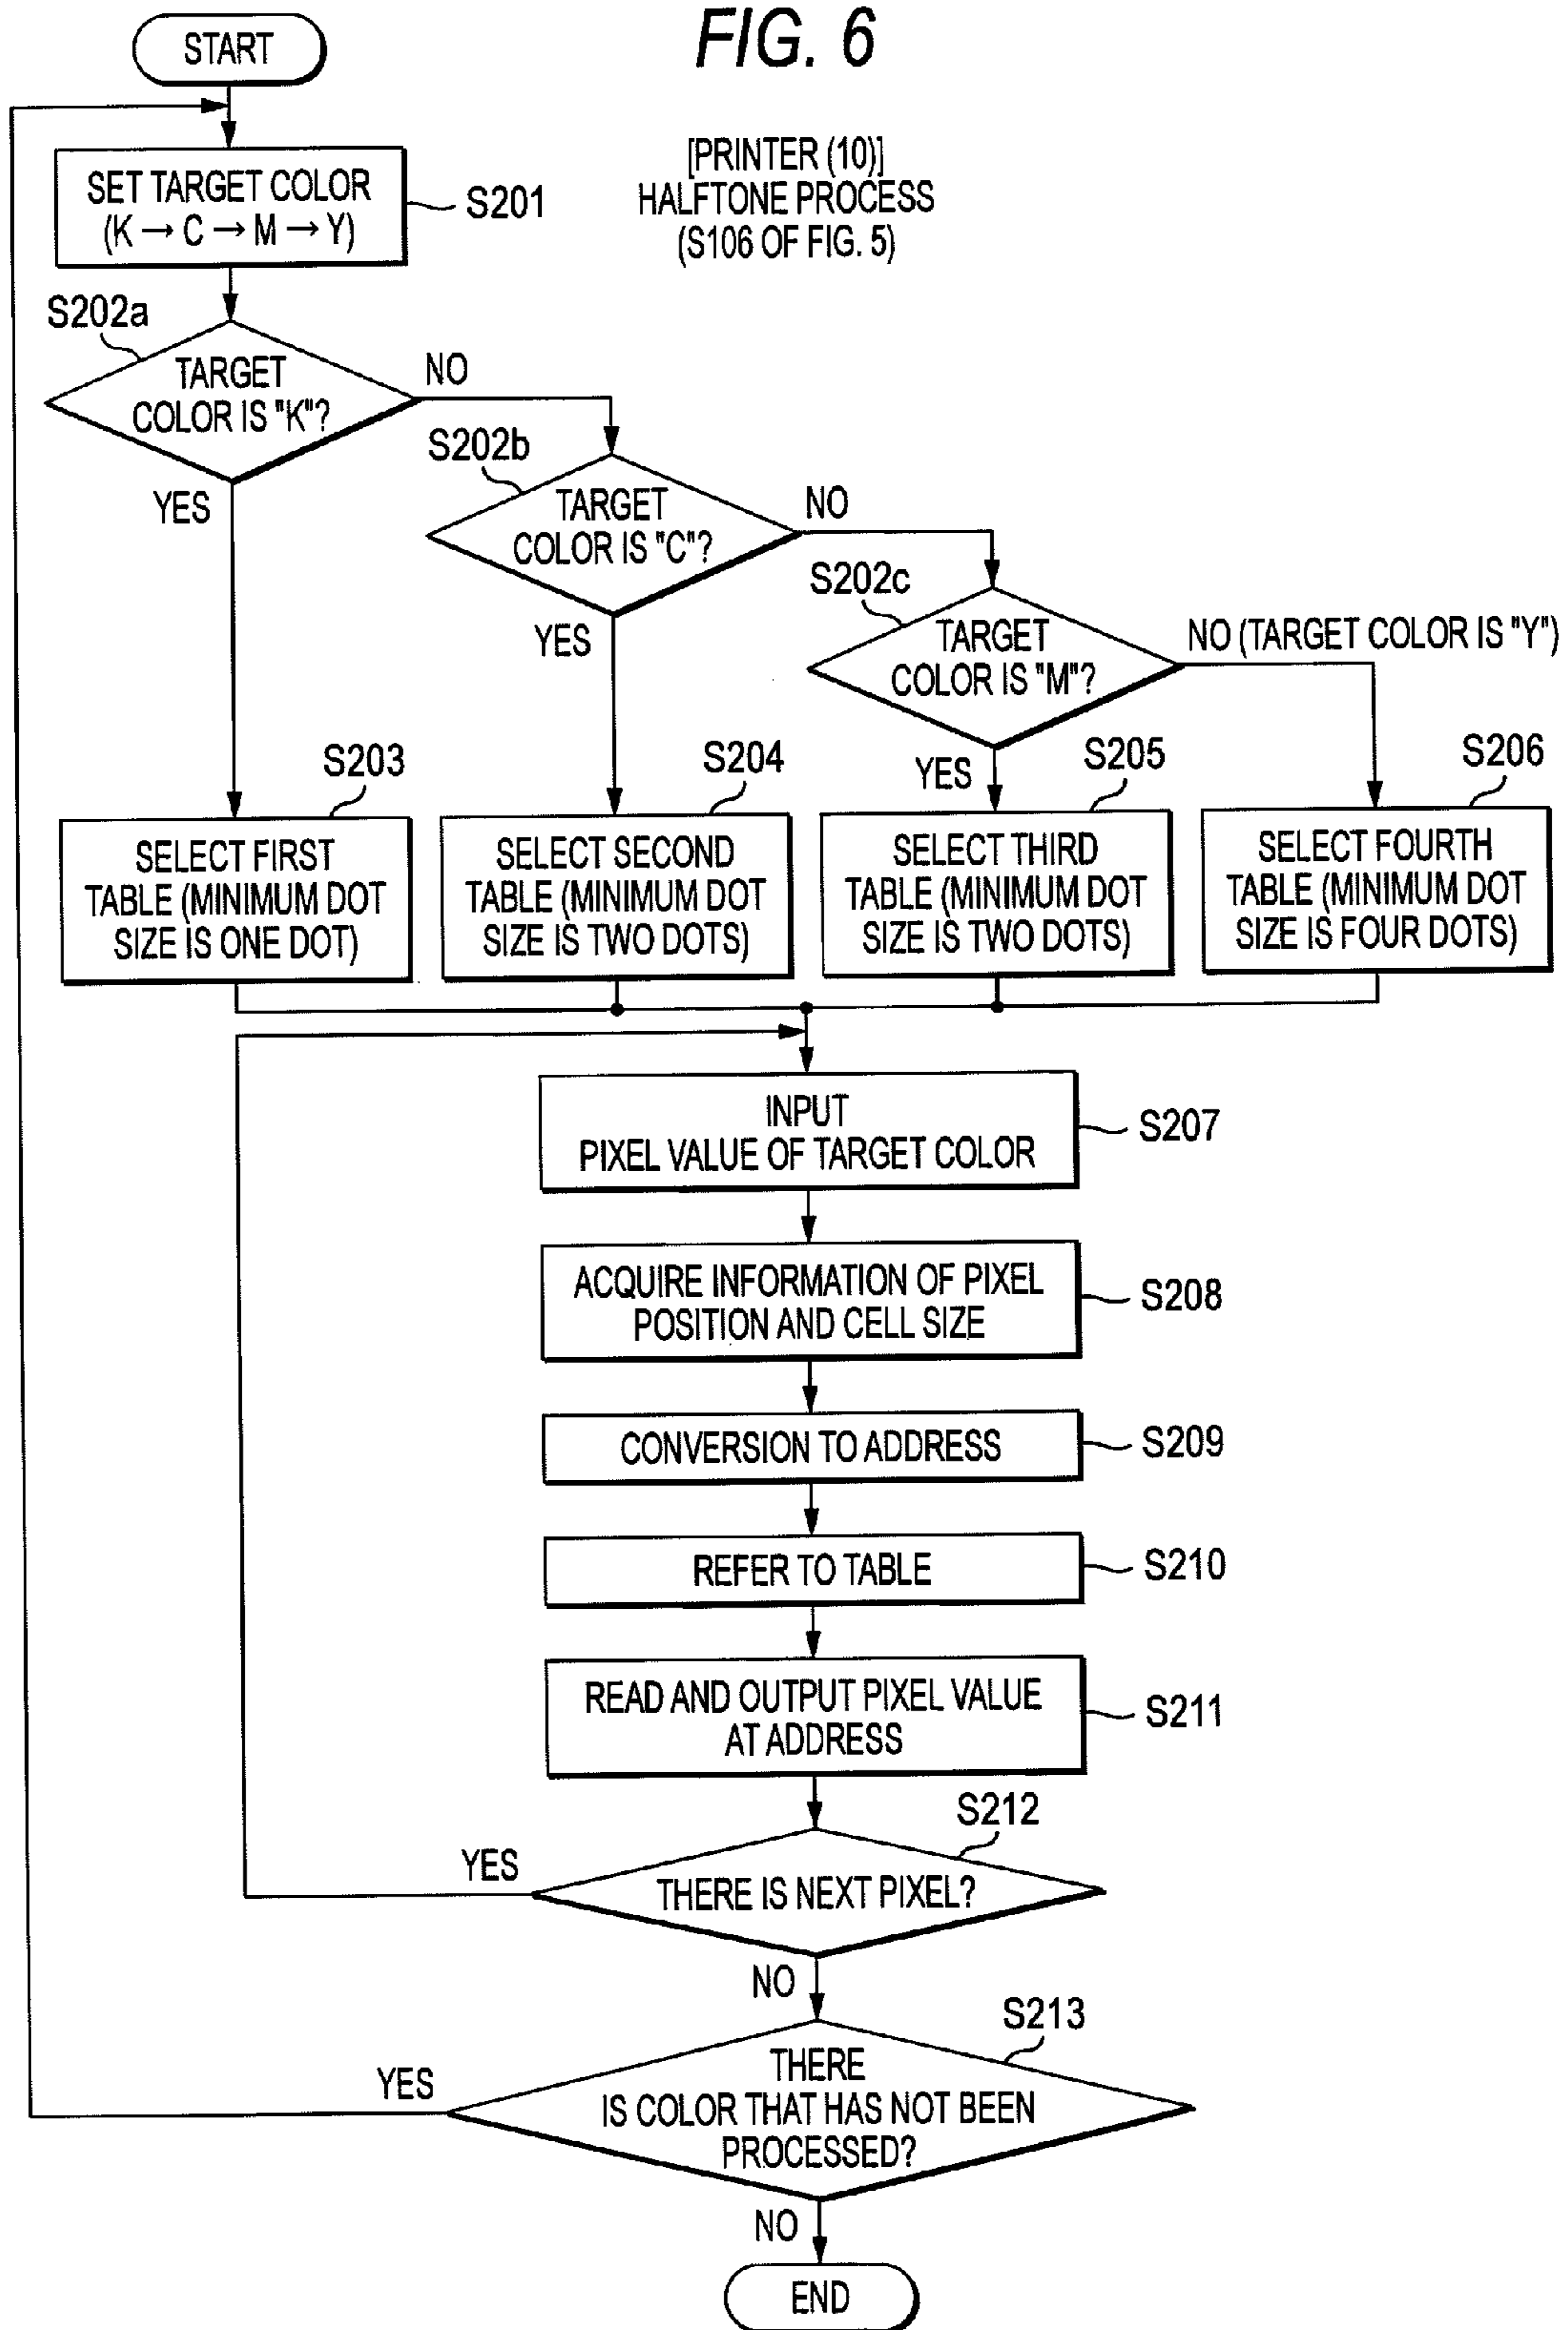 FIG. 6
START
[PRINTER (10)]
HALFTONE PROCESS
(S106 OF FIG. 5)
SET TARGET COLOR
(K → C → M → Y)
S201
S202a
TARGET
COLOR IS "K"?
NO
YES
S202b
TARGET
COLOR IS "C"?
NO
YES
S202c
TARGET
COLOR IS "M"?
NO (TARGET COLOR IS "Y")
YES
S203
SELECT FIRST
TABLE (MINIMUM DOT
SIZE IS ONE DOT)
S204
SELECT SECOND
TABLE (MINIMUM DOT
SIZE IS TWO DOTS)
S205
SELECT THIRD
TABLE (MINIMUM DOT
SIZE IS TWO DOTS)
S206
SELECT FOURTH
TABLE (MINIMUM DOT
SIZE IS FOUR DOTS)
INPUT
PIXEL VALUE OF TARGET COLOR
S207
ACQUIRE INFORMATION OF PIXEL
POSITION AND CELL SIZE
S208
CONVERSION TO ADDRESS
S209
REFER TO TABLE
S210
READ AND OUTPUT PIXEL VALUE
AT ADDRESS
S211
S212
THERE IS NEXT PIXEL?
YES
NO
S213
THERE
IS COLOR THAT HAS NOT BEEN
PROCESSED?
YES
NO
END